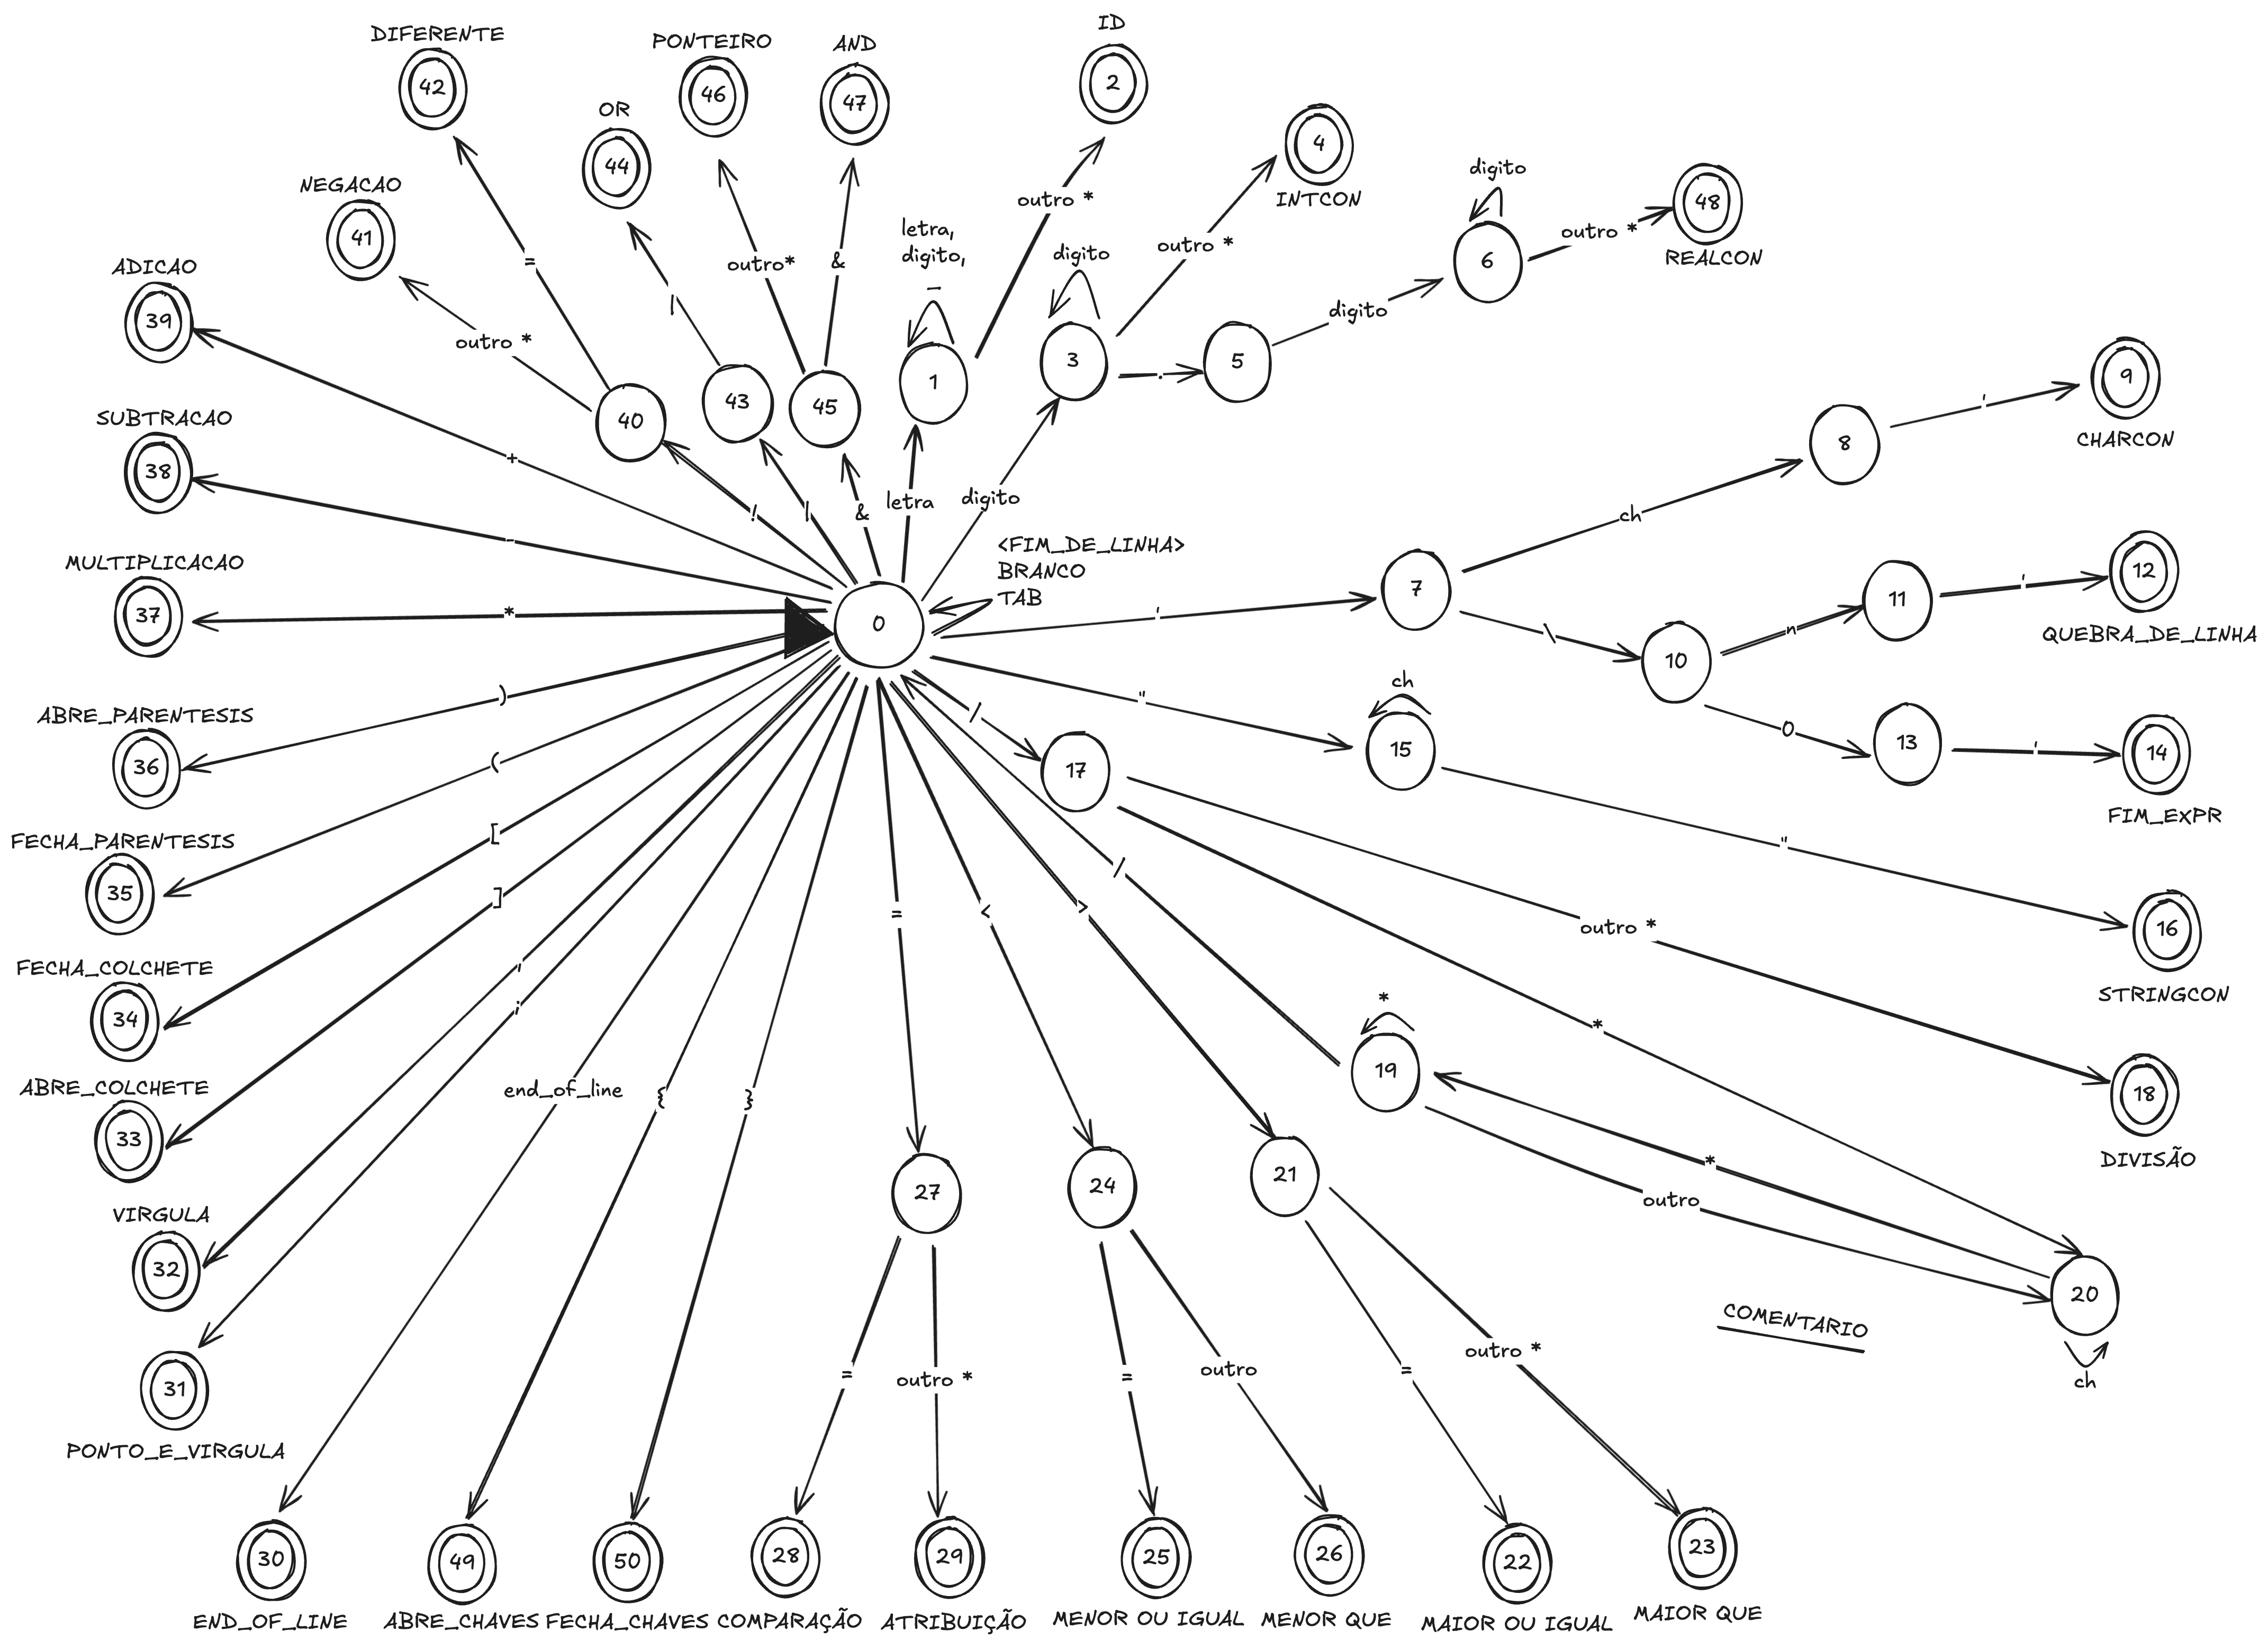 ID
DIFERENTE
PONTEIRO
AND
42
46
47
2
OR
44
4
INTCON
digito
48
REALCON
outro *
outro *
6
NEGACAO
41
=
outro*
&
|
letra,
digito,
_
digito
outro *
digito
ADICAO
39
outro *
40
43
45
1
3
.
5
9
CHARCON
'
8
SUBTRACAO
38
+
-
!
|
&
letra
digito
ch
<FIM_DE_LINHA>
BRANCO
TAB
MULTIPLICACAO
37
*
0
'
7
\
10
n
11
'
12
QUEBRA_DE_LINHA
0
13
'
14
FIM_EXPR
ABRE_PARENTESIS
36
)
/
17
"
ch
15
"
16
STRINGCON
FECHA_PARENTESIS
35
(
[
]
/
=
<
>
outro *
FECHA_COLCHETE
34
,
;
*
*
19
18
DIVISÃO
ABRE_COLCHETE
33
end_of_line
{
}
27
24
21
*
outro
20
ch
COMENTARIO
VIRGULA
32
31
PONTO_E_VIRGULA
=
outro *
=
outro
=
outro *
30
49
50
28
29
25
26
22
23
END_OF_LINE
ABRE_CHAVES
FECHA_CHAVES
COMPARAÇÃO
ATRIBUIÇÃO
MENOR OU IGUAL
MENOR QUE
MAIOR OU IGUAL
MAIOR QUE